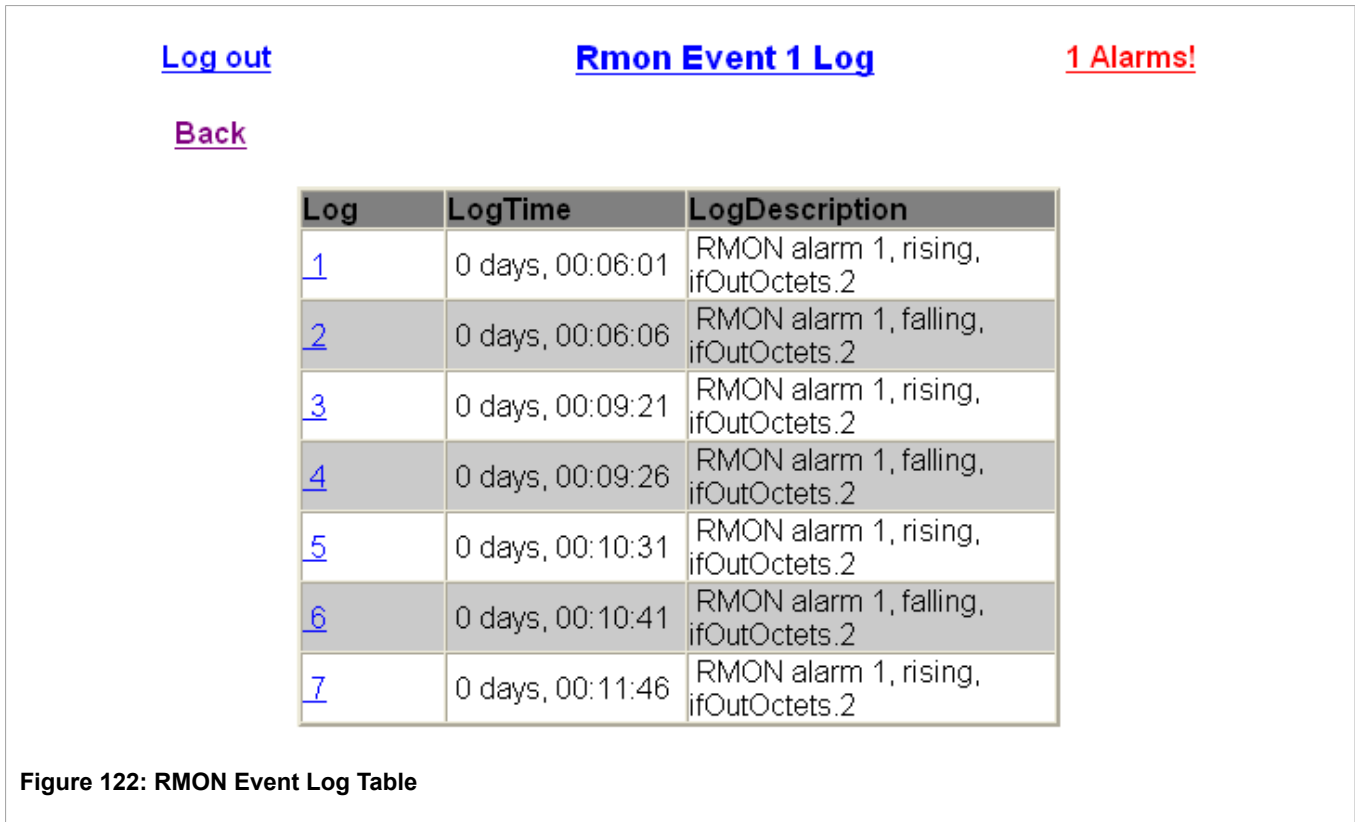 Log out Rmon Event 1 Log 1 Alarms!
Back
Log LogTime LogDescription
1 0 days, 00:06:01 RMON alarm 1, rising,
ifOutOctets.2
2 0 days, 00:06:06 RMON alarm 1, falling,
ifOutOctets.2
3 0 days, 00:09:21 RMON alarm 1, rising,
ifOutOctets.2
4 0 days, 00:09:26 RMON alarm 1, falling,
ifOutOctets.2
5 0 days, 00:10:31 RMON alarm 1, rising,
ifOutOctets.2
6 0 days, 00:10:41 RMON alarm 1, falling,
ifOutOctets.2
7 0 days, 00:11:46 RMON alarm 1, rising,
ifOutOctets.2
Figure 122: RMON Event Log Table